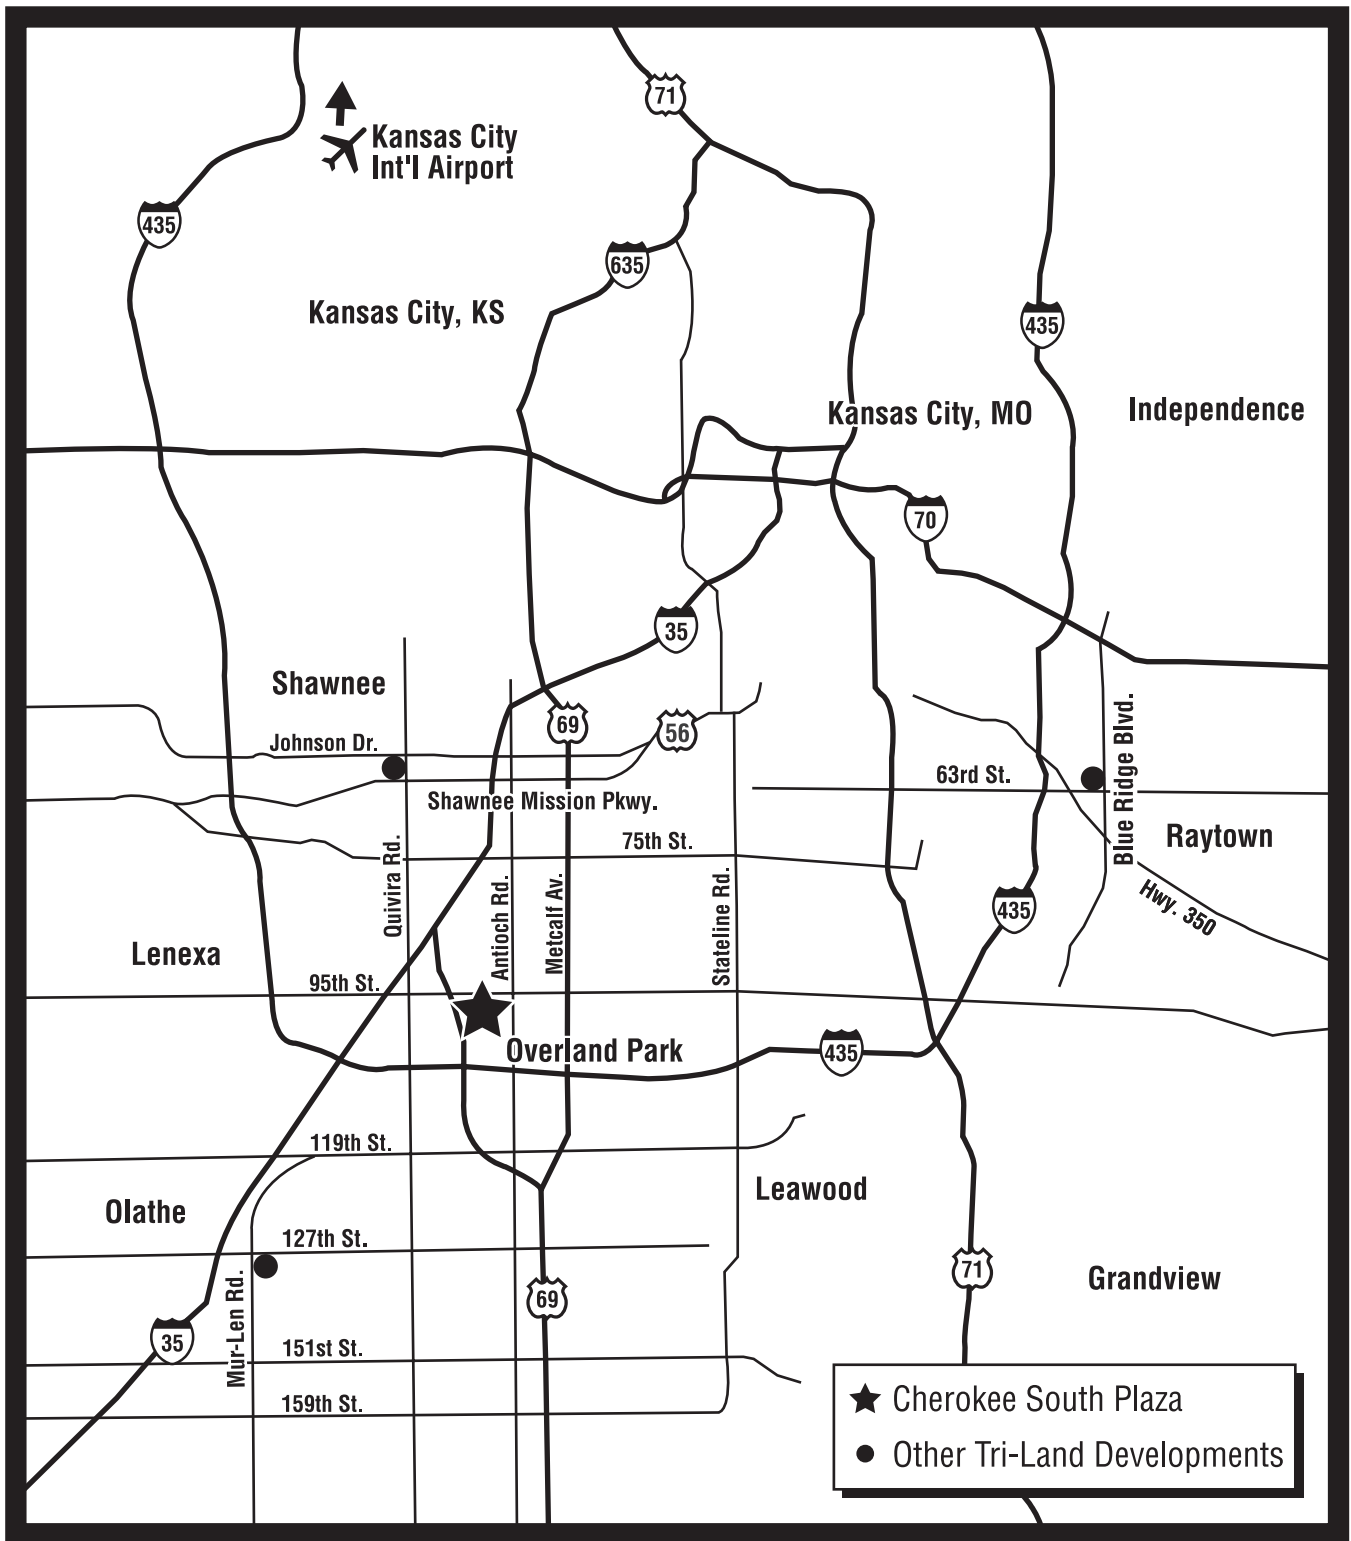 71
Kansas City
Int'l Airport
435
635
Kansas City, KS
435
Kansas City, MO
Independence
70
35
Shawnee
69
56
Johnson Dr.
63rd St.
Blue Ridge Blvd.
Shawnee Mission Pkwy.
Raytown
75th St.
Quivira Rd.
Antioch Rd.
Metcalf Av.
Stateline Rd.
435
Hwy. 350
Lenexa
95th St.
Overland Park
435
119th St.
Leawood
Olathe
127th St.
71
Grandview
Mur-Len Rd.
69
35
151st St.
159th St.
Cherokee South Plaza
Other Tri-Land Developments